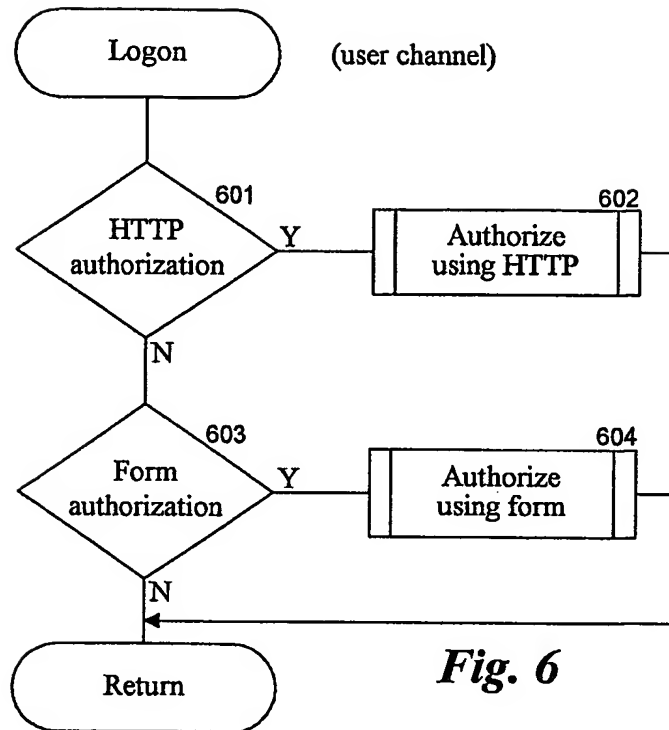 Logon
(user channel)
601
HTTP
authorization
Y
602
Authorize
using HTTP
N
603
Form
authorization
Y
604
Authorize
using form
N
Return
Fig. 6